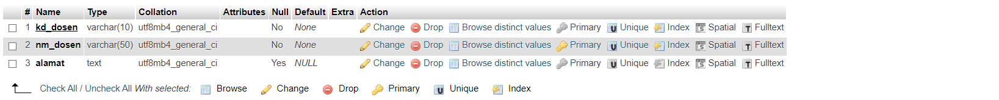 # Name Type Collation Attributes Null Default Extra Action
1 kd_dosen varchar(10) utf8mb4_general_ci No None Change Drop Browse distinct values Primary Unique Index Spatial Fulltext
2 nm_dosen varchar(50) utf8mb4_general_ci No None Change Drop Browse distinct values Primary Unique Index Spatial Fulltext
3 alamat text utf8mb4_general_ci Yes NULL Change Drop Browse distinct values Primary Unique Index Spatial Fulltext
Check All / Uncheck All With selected: Browse Change Drop Primary Unique Index